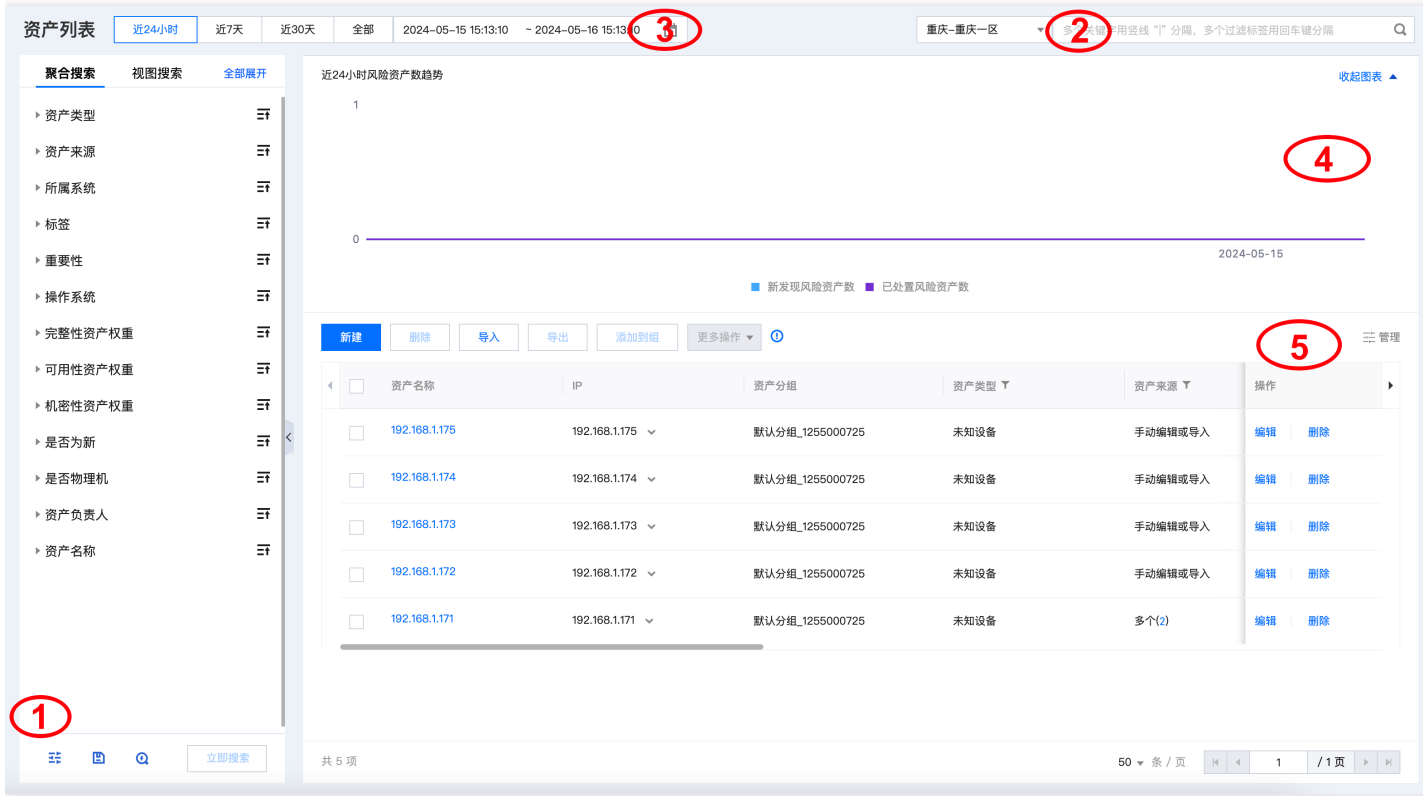 资产列表 近24小时 近7天 近30天 全部 2024-05-15 15:13:10 ~ 2024-05-16 15:13:10 3 重庆-重庆一区 2 多个关键字用竖线 "|" 分隔，多个过滤标签用回车键分隔
聚合搜索 视图搜索 全部展开
资产类型
资产来源
所属系统
标签
重要性
操作系统
完整性资产权重
可用性资产权重
机密性资产权重
是否为新
是否物理机
资产负责人
资产名称
1
立即搜索
近24小时风险资产数趋势 收起图表
1
4
0
2024-05-15
新发现风险资产数 已处置风险资产数
新建 删除 导入 导出 添加到组 更多操作 5 管理
资产名称 IP 资产分组 资产类型 资产来源 操作
192.168.1.175 192.168.1.175 默认分组_1255000725 未知设备 手动编辑或导入 编辑 删除
192.168.1.174 192.168.1.174 默认分组_1255000725 未知设备 手动编辑或导入 编辑 删除
192.168.1.173 192.168.1.173 默认分组_1255000725 未知设备 手动编辑或导入 编辑 删除
192.168.1.172 192.168.1.172 默认分组_1255000725 未知设备 手动编辑或导入 编辑 删除
192.168.1.171 192.168.1.171 默认分组_1255000725 未知设备 多个(2) 编辑 删除
共 5 项 50 条 / 页 1 / 1 页